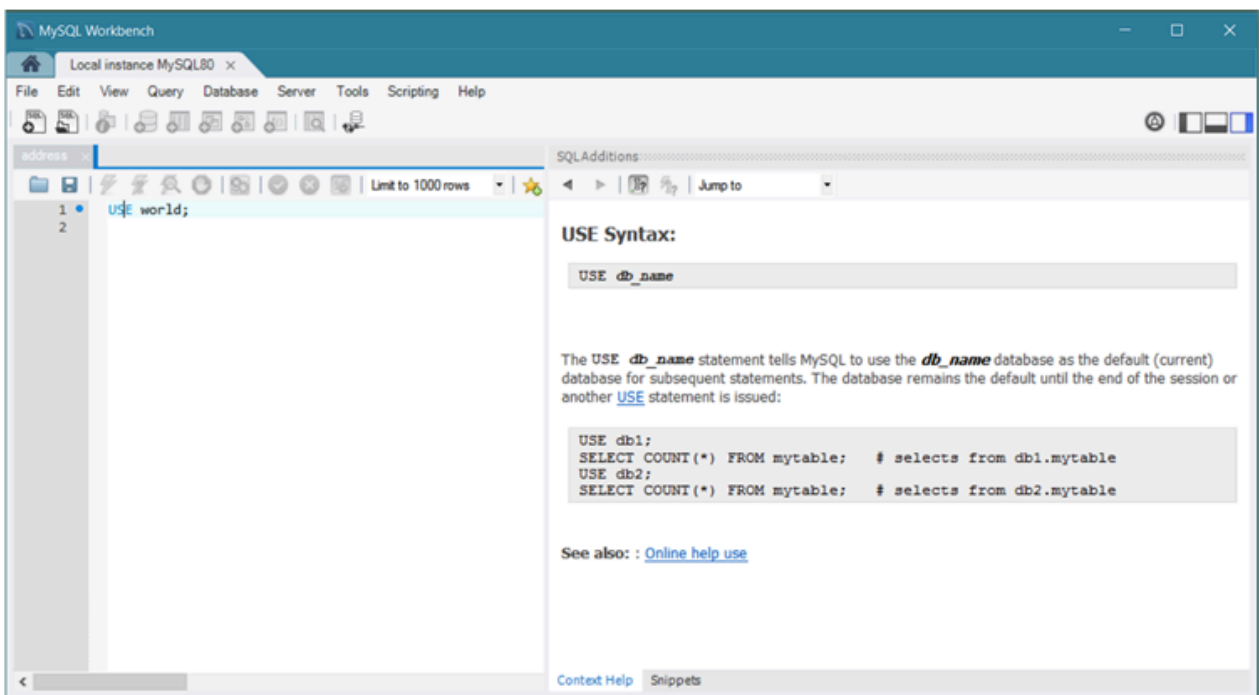 MySQL Workbench
Local instance MySQL80
File Edit View Query Database Server Tools Scripting Help
address
SQLAdditions
Limit to 1000 rows
Jump to
1 USE world;
2
USE Syntax:
USE db_name
The USE db_name statement tells MySQL to use the db_name database as the default (current)
database for subsequent statements. The database remains the default until the end of the session or
another USE statement is issued:
USE db1;
SELECT COUNT(*) FROM mytable;   # selects from db1.mytable
USE db2;
SELECT COUNT(*) FROM mytable;   # selects from db2.mytable
See also: : Online help use
Context Help Snippets